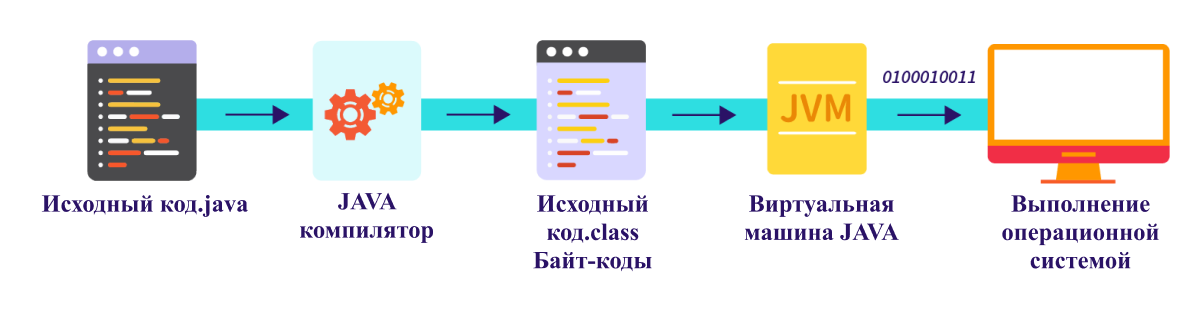 0100010011
JVM
Исходный код.java
JAVA
компилятор
Исходный
код.class
Байт-коды
Виртуальная
машина JAVA
Выполнение
операционной
системой